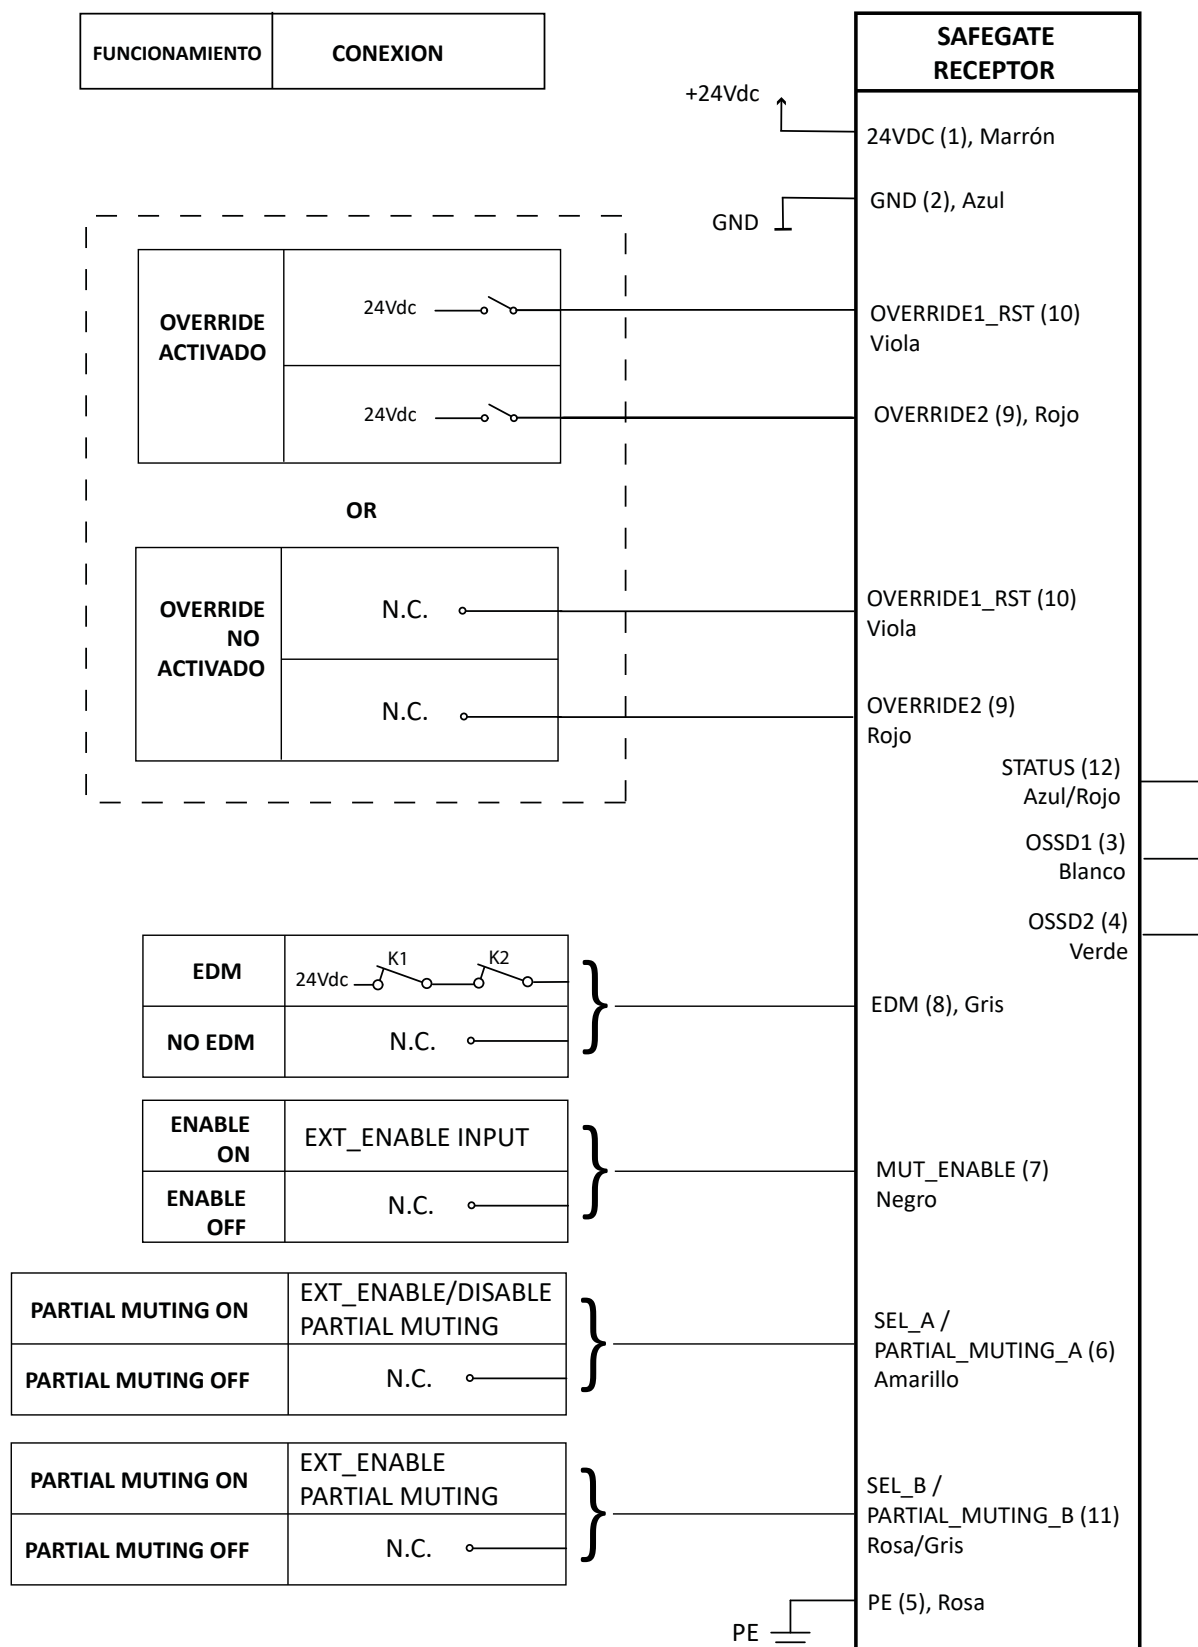 FUNCIONAMIENTO CONEXION
SAFEGATE
RECEPTOR
+24Vdc
24VDC (1), Marrón
GND
GND (2), Azul
OVERRIDE
ACTIVADO
24Vdc
OVERRIDE1_RST (10)
Viola
24Vdc
OVERRIDE2 (9), Rojo
OR
OVERRIDE
NO
ACTIVADO
N.C.
OVERRIDE1_RST (10)
Viola
N.C.
OVERRIDE2 (9)
Rojo
STATUS (12)
Azul/Rojo
OSSD1 (3)
Blanco
OSSD2 (4)
Verde
EDM
24Vdc K1 K2
NO EDM
N.C.
EDM (8), Gris
ENABLE
ON
EXT_ENABLE INPUT
ENABLE
OFF
N.C.
MUT_ENABLE (7)
Negro
PARTIAL MUTING ON
EXT_ENABLE/DISABLE
PARTIAL MUTING
PARTIAL MUTING OFF
N.C.
SEL_A /
PARTIAL_MUTING_A (6)
Amarillo
PARTIAL MUTING ON
EXT_ENABLE
PARTIAL MUTING
PARTIAL MUTING OFF
N.C.
SEL_B /
PARTIAL_MUTING_B (11)
Rosa/Gris
PE
PE (5), Rosa